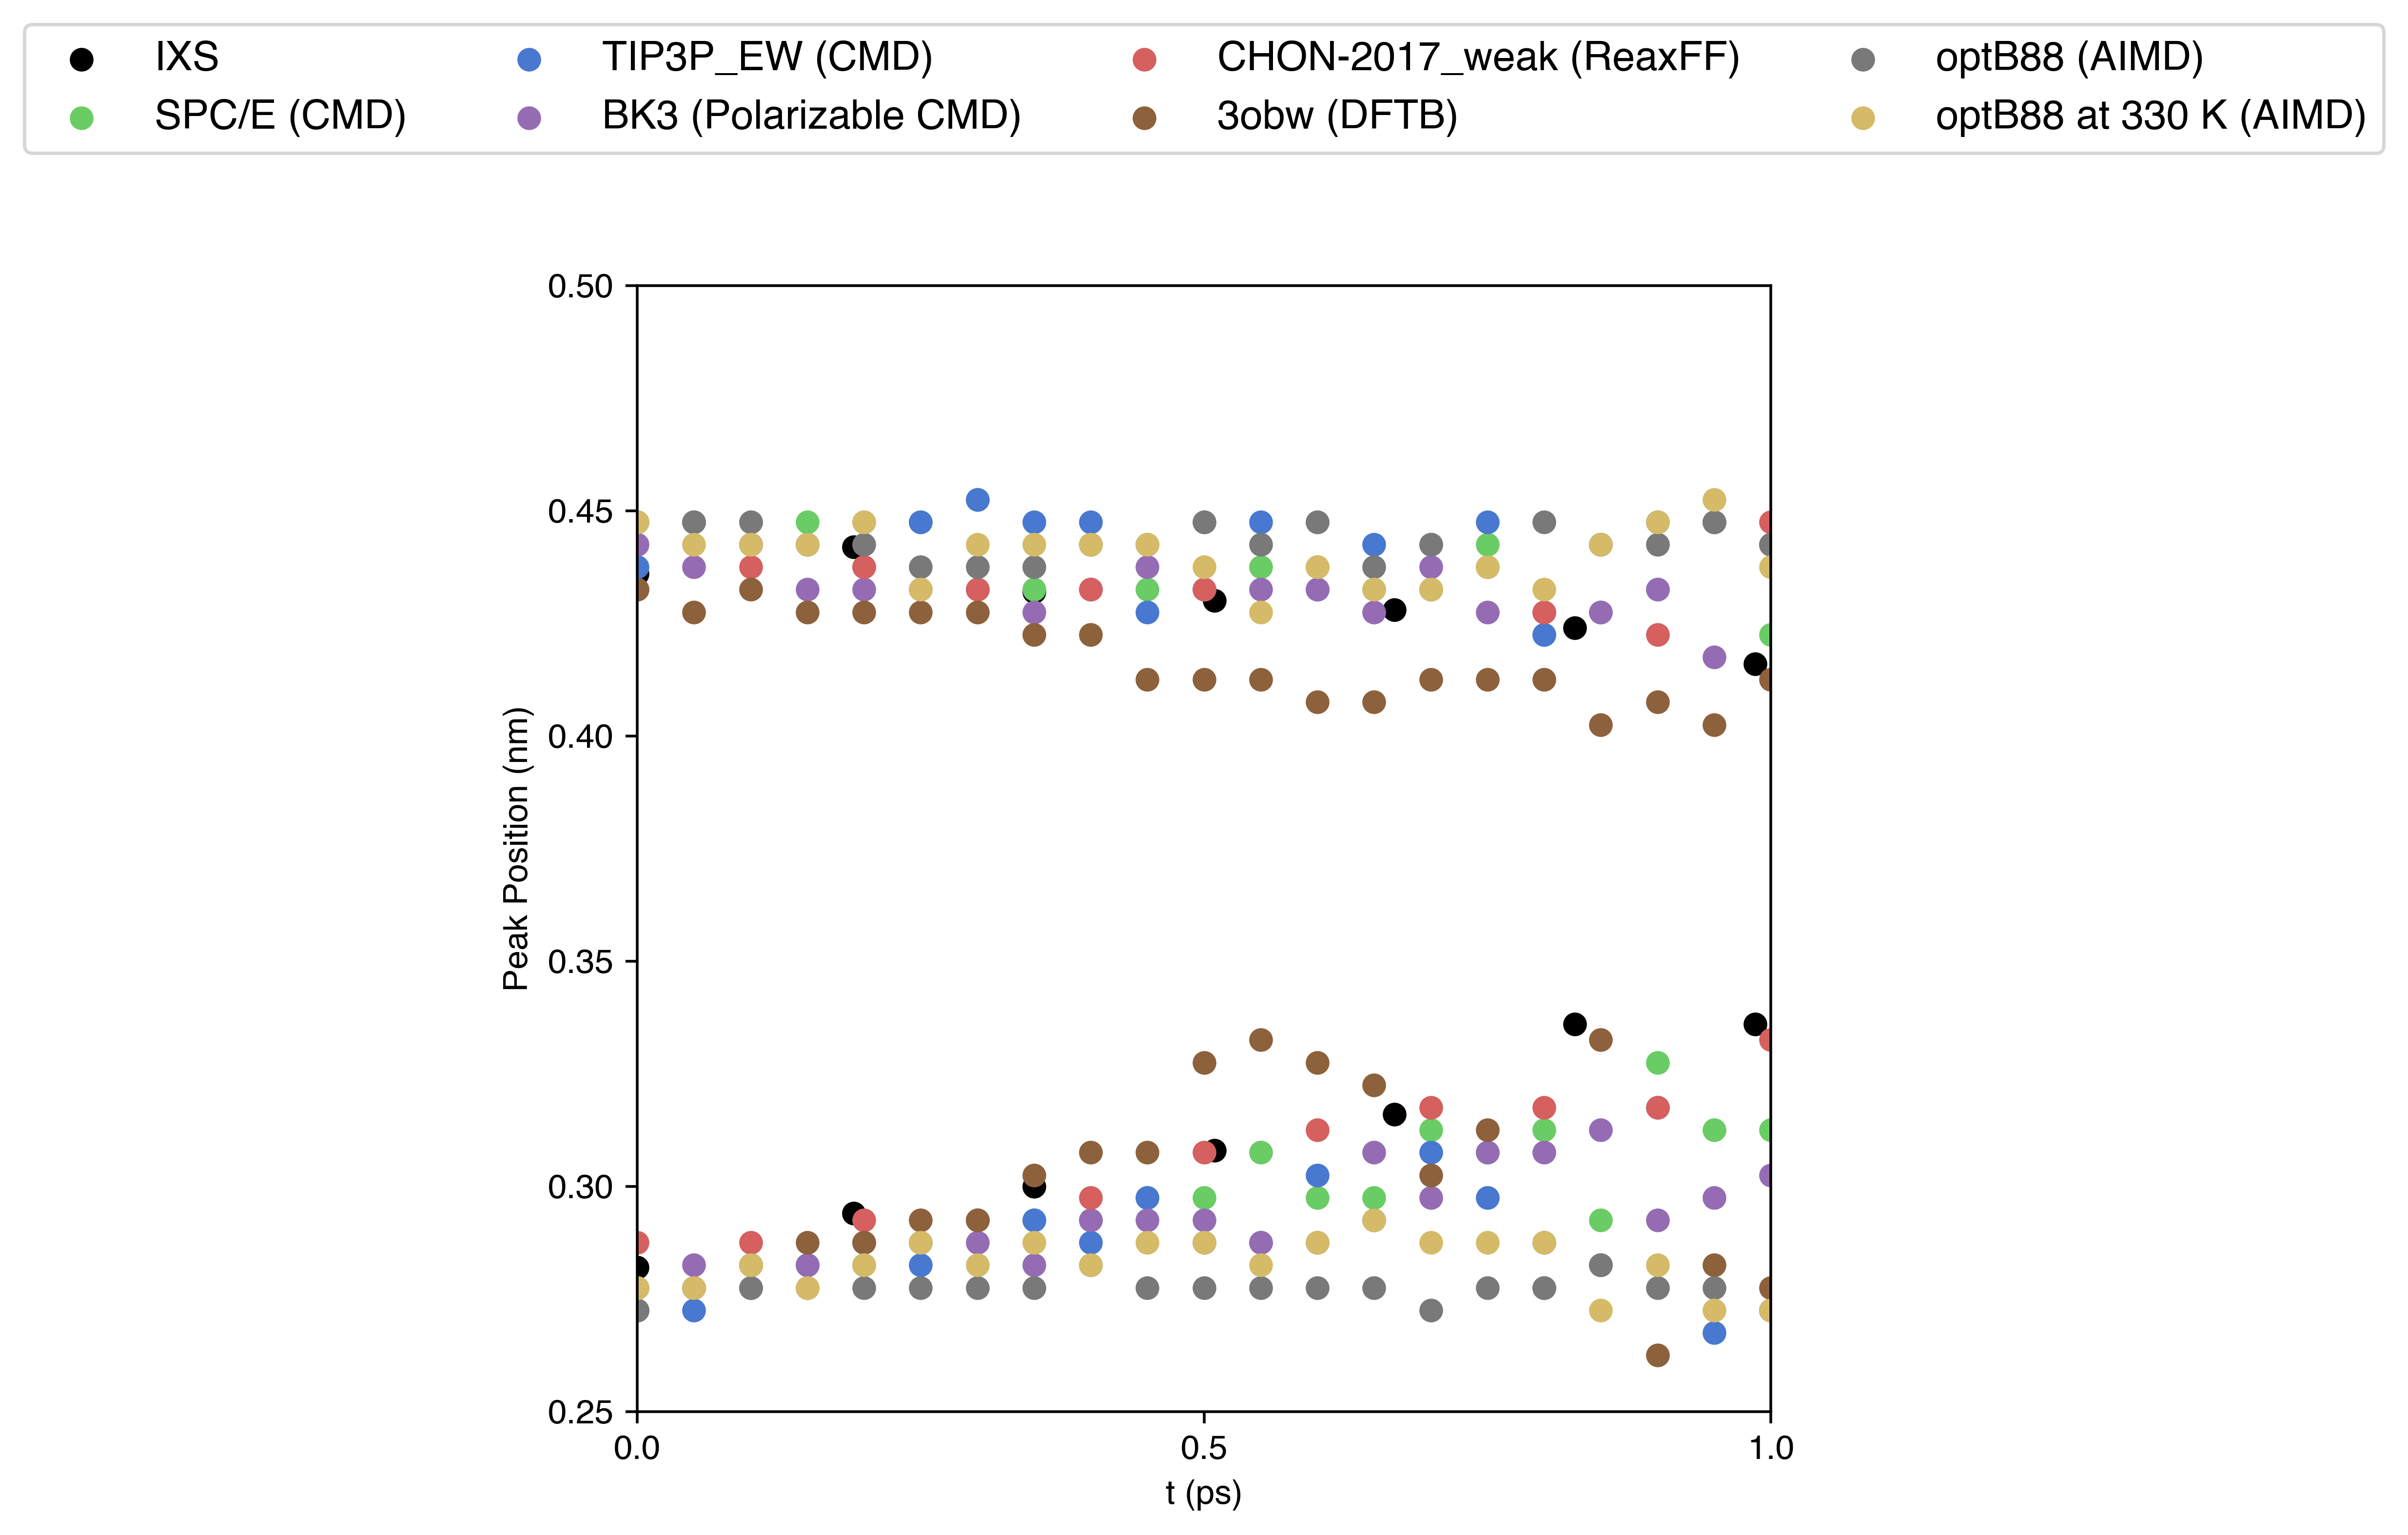 IXS
TIP3P_EW (CMD)
CHON-2017_weak (ReaxFF)
optB88 (AIMD)
SPC/E (CMD)
BK3 (Polarizable CMD)
3obw (DFTB)
optB88 at 330 K (AIMD)
0.50
0.45
0.40
0.35
0.30
0.25
Peak Position (nm)
0.0
0.5
1.0
t (ps)